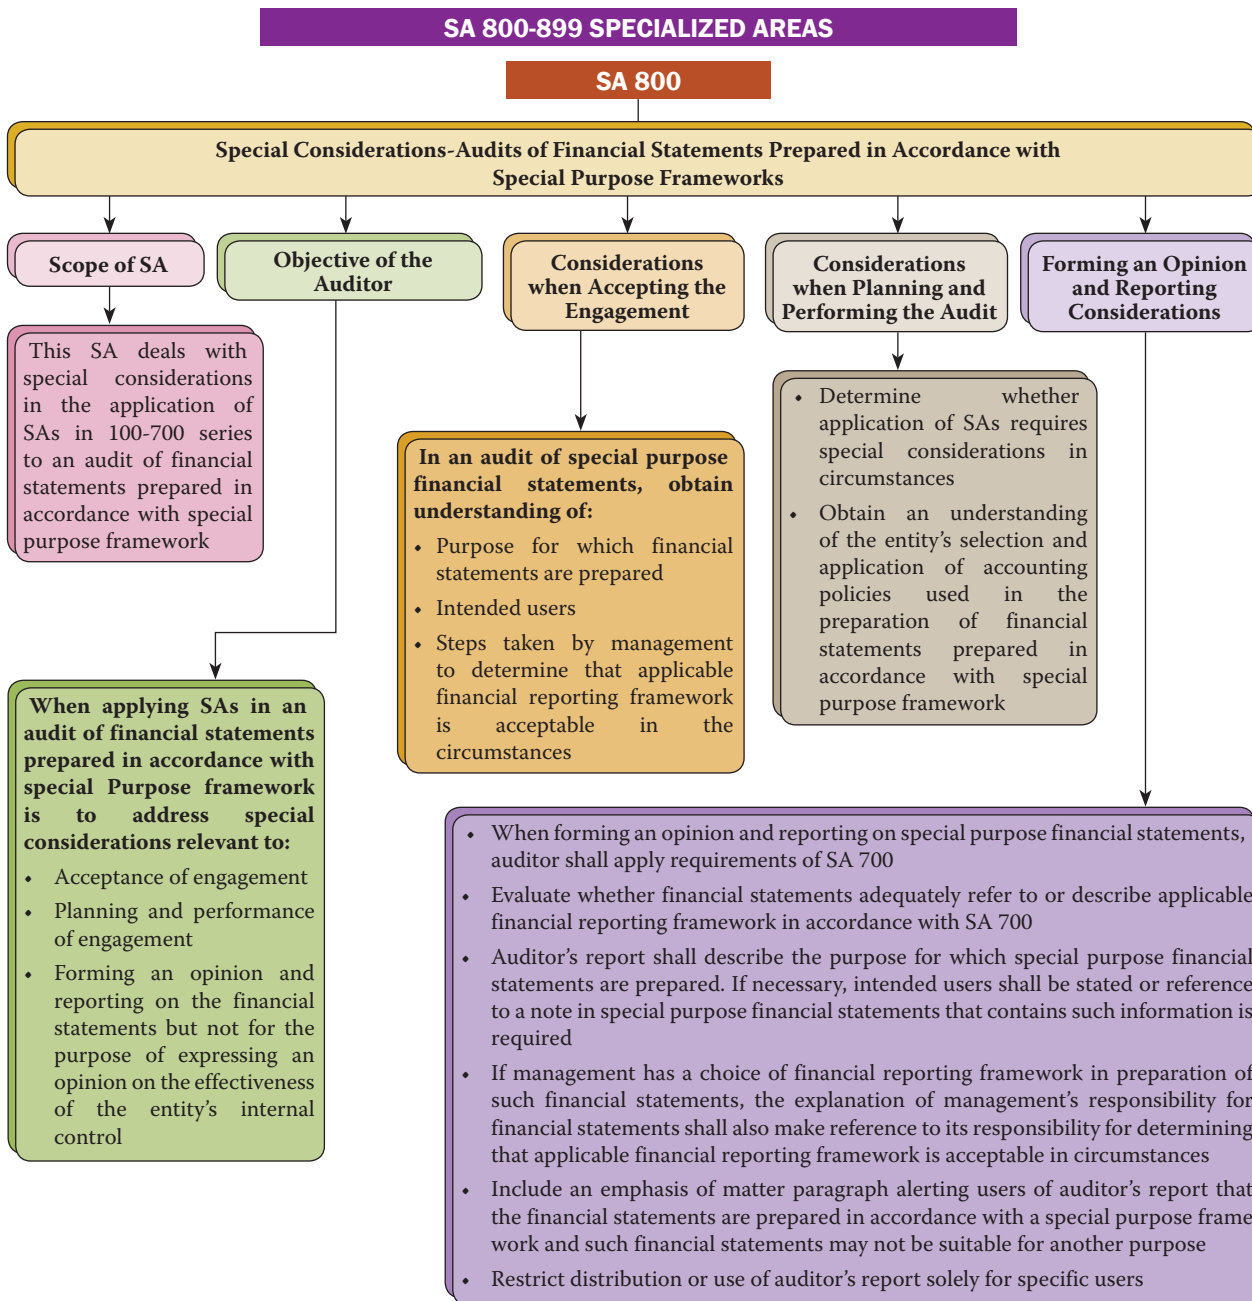 SA 800-899 SPECIALIZED AREAS
SA 800
Special Considerations-Audits of Financial Statements Prepared in Accordance with
Special Purpose Frameworks
Scope of SA
Objective of the
Auditor
Considerations
when Accepting the
Engagement
Considerations
when Planning and
Performing the Audit
Forming an Opinion
and Reporting
Considerations
This SA deals with
special considerations
in the application of
SAs in 100-700 series
to an audit of financial
statements prepared in
accordance with special
purpose framework
When applying SAs in an
audit of financial statements
prepared in accordance with
special Purpose framework
is to address special
considerations relevant to:
• Acceptance of engagement
• Planning and performance
of engagement
• Forming an opinion and
reporting on the financial
statements but not for the
purpose of expressing an
opinion on the effectiveness
of the entity's internal
control
In an audit of special purpose
financial statements, obtain
understanding of:
• Purpose for which financial
statements are prepared
• Intended users
• Steps taken by management
to determine that applicable
financial reporting framework
is acceptable in the
circumstances
• Determine whether
application of SAs requires
special considerations in
circumstances
• Obtain an understanding
of the entity's selection and
application of accounting
policies used in the
preparation of financial
statements prepared in
accordance with special
purpose framework
• When forming an opinion and reporting on special purpose financial statements,
auditor shall apply requirements of SA 700
• Evaluate whether financial statements adequately refer to or describe applicable
financial reporting framework in accordance with SA 700
• Auditor's report shall describe the purpose for which special purpose financial
statements are prepared. If necessary, intended users shall be stated or reference
to a note in special purpose financial statements that contains such information is
required
• If management has a choice of financial reporting framework in preparation of
such financial statements, the explanation of management's responsibility for
financial statements shall also make reference to its responsibility for determining
that applicable financial reporting framework is acceptable in circumstances
• Include an emphasis of matter paragraph alerting users of auditor's report that
the financial statements are prepared in accordance with a special purpose frame
work and such financial statements may not be suitable for another purpose
• Restrict distribution or use of auditor's report solely for specific users